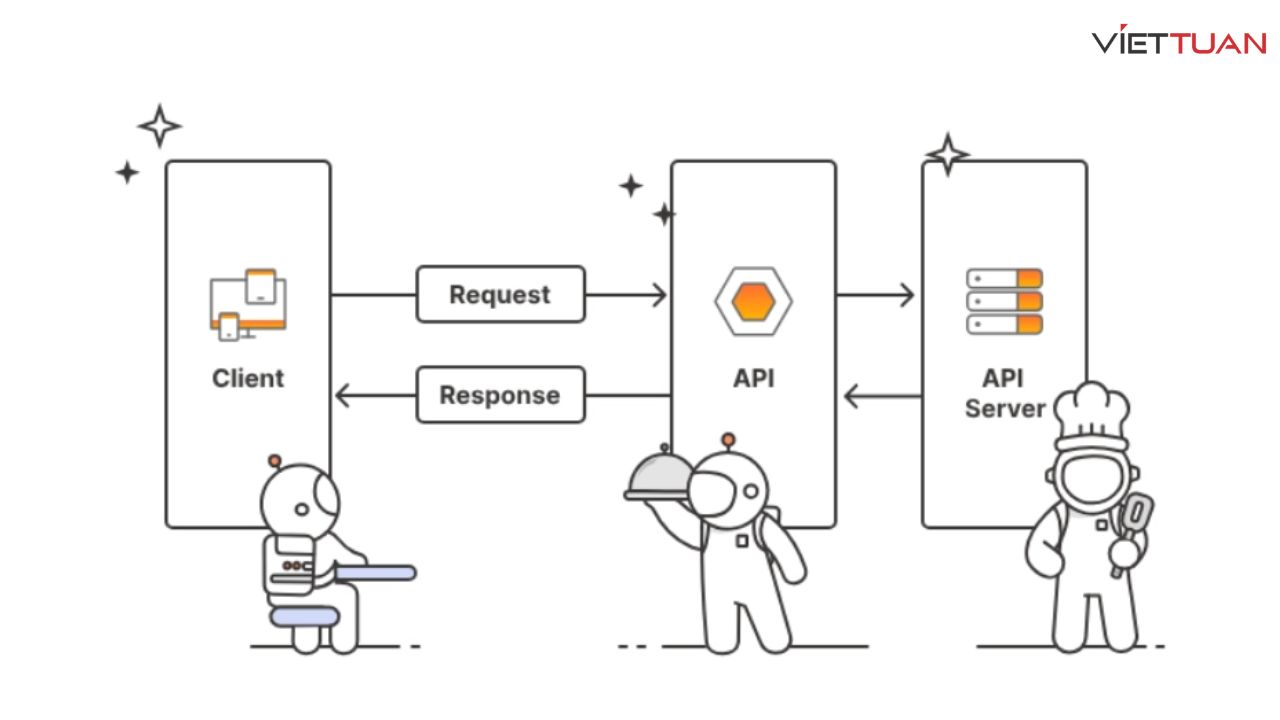 VIETTUAN
Request
Response
Client
API
API
Server